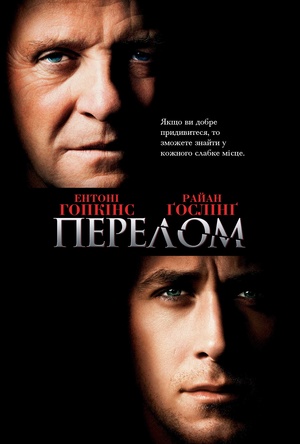 Якщо ви добре
придивитеся, то
зможете знайти у
кожного слабке місце.
ЕНТОНІ ГОПКІНС
РАЙАН ҐОСЛІНҐ
ПЕРЕЛОМ